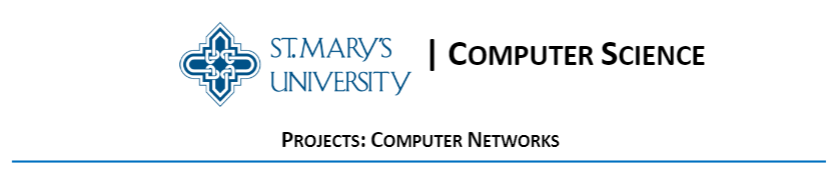 ST. MARY'S
UNIVERSITY
| COMPUTER SCIENCE
PROJECTS: COMPUTER NETWORKS